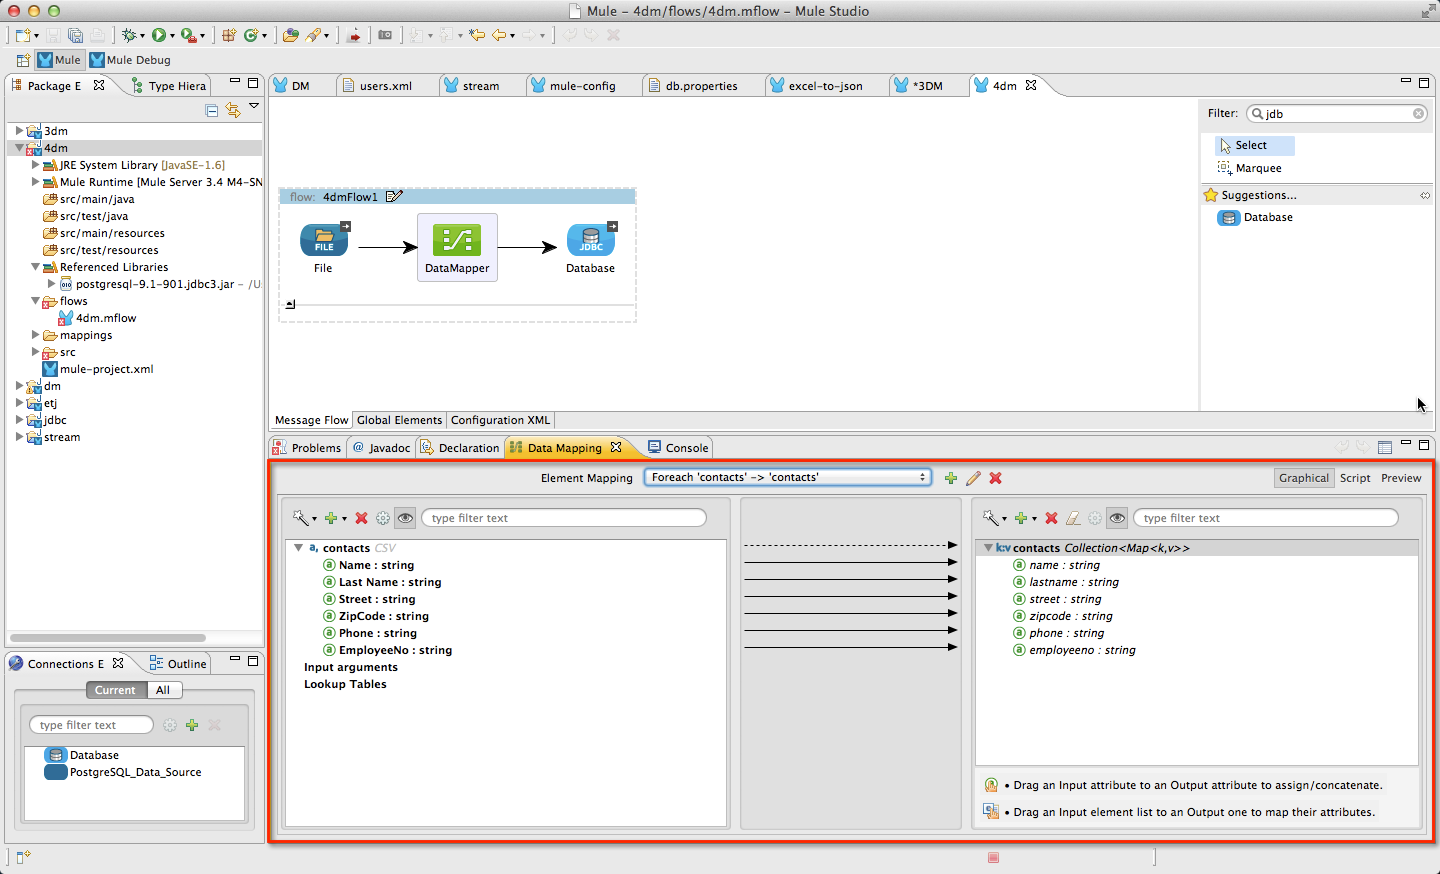 Mule – 4dm/flows/4dm.mflow – Mule Studio
Mule
Mule Debug
Package E
Type Hiera
3dm
4dm
JRE System Library [JavaSE-1.6]
Mule Runtime [Mule Server 3.4 M4-SN
src/main/java
src/test/java
src/main/resources
src/test/resources
Referenced Libraries
postgresql-9.1-901.jdbc3.jar – /U
flows
4dm.mflow
mappings
src
mule-project.xml
dm
etj
jdbc
stream
DM
users.xml
stream
mule-config
db.properties
excel-to-json
*3DM
4dm
flow: 4dmFlow1
FILE
JDBC
File
DataMapper
Database
Filter:
jdb
Select
Marquee
Suggestions...
Database
Message Flow
Global Elements
Configuration XML
Problems
@ Javadoc
Declaration
Data Mapping
Console
Element Mapping
Foreach 'contacts' -> 'contacts'
Graphical
Script
Preview
type filter text
type filter text
a, contacts CSV
a Name : string
a Last Name : string
a Street : string
a ZipCode : string
a Phone : string
a EmployeeNo : string
Input arguments
Lookup Tables
k:v contacts Collection<Map<k,v>>
a name : string
a lastname : string
a street : string
a zipcode : string
a phone : string
a employeeno : string
• Drag an Input attribute to an Output attribute to assign/concatenate.
• Drag an Input element list to an Output one to map their attributes.
Connections E
Outline
Current
All
type filter text
Database
PostgreSQL_Data_Source